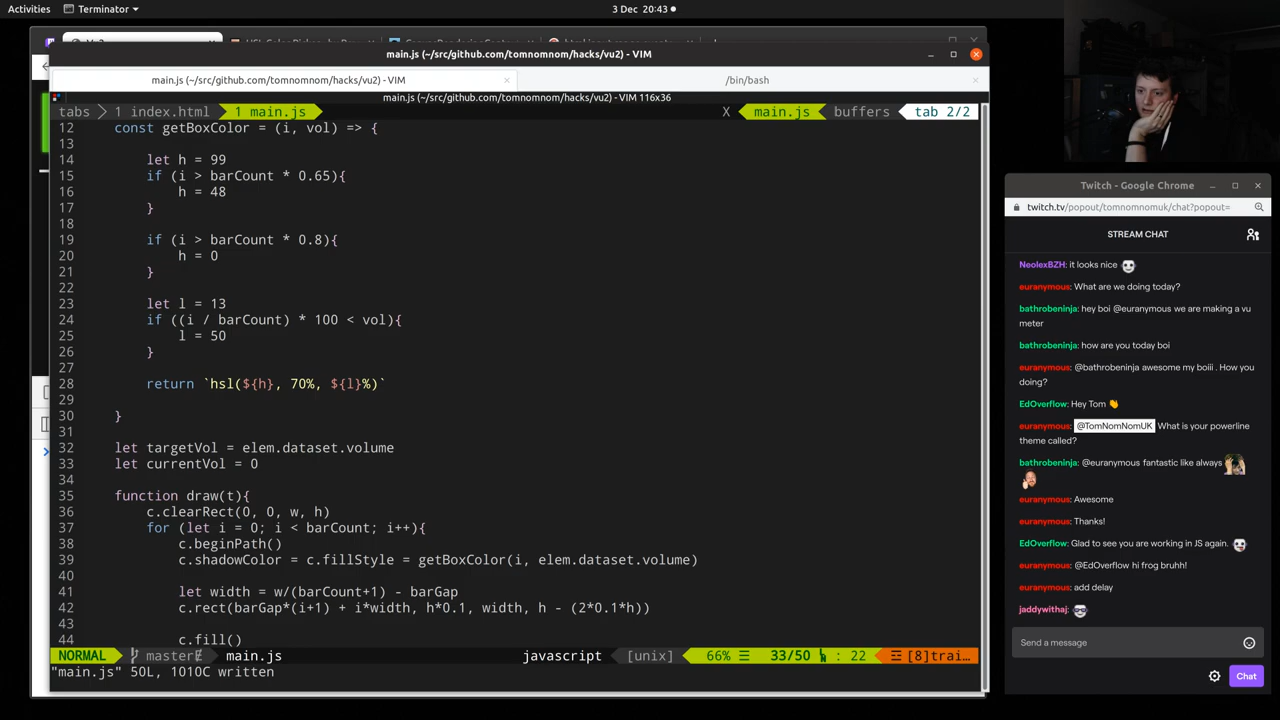 Activities
Terminator
3 Dec 20:43
main.js (~/src/github.com/tomnomnom/hacks/vu2) - VIM
main.js (~/src/github.com/tomnomnom/hacks/vu2) - VIM
/bin/bash
main.js (~/src/github.com/tomnomnom/hacks/vu2) - VIM 116x36
tabs 1 index.html 1 main.js X main.js buffers tab 2/2
12 const getBoxColor = (i, vol) => {
13
14 let h = 99
15 if (i > barCount * 0.65){
16 h = 48
17 }
18
19 if (i > barCount * 0.8){
20 h = 0
21 }
22
23 let l = 13
24 if ((i / barCount) * 100 < vol){
25 l = 50
26 }
27
28 return `hsl(${h}, 70%, ${l}%)`
29
30 }
31
32 let targetVol = elem.dataset.volume
33 let currentVol = 0
34
35 function draw(t){
36 c.clearRect(0, 0, w, h)
37 for (let i = 0; i < barCount; i++){
38 c.beginPath()
39 c.shadowColor = c.fillStyle = getBoxColor(i, elem.dataset.volume)
40
41 let width = w/(barCount+1) - barGap
42 c.rect(barGap*(i+1) + i*width, h*0.1, width, h - (2*0.1*h))
43
44 c.fill()
NORMAL master main.js javascript [unix] 66% 33/50 : 22 [8]trai…
"main.js" 50L, 1010C written
Twitch - Google Chrome
twitch.tv/popout/tomnomnomuk/chat?popout=
STREAM CHAT
NeolexBZH: it looks nice
euranymous: What are we doing today?
bathrobeninja: hey boi @euranymous we are making a vu
meter
bathrobeninja: how are you today boi
euranymous: @bathrobeninja awesome my boiii . How you
doing?
EdOverflow: Hey Tom
euranymous: @TomNomNomUK What is your powerline
theme called?
bathrobeninja: @euranymous fantastic like always
euranymous: Awesome
euranymous: Thanks!
EdOverflow: Glad to see you are working in JS again.
euranymous: @EdOverflow hi frog bruhh!
euranymous: add delay
jaddywithaj:
Send a message
Chat